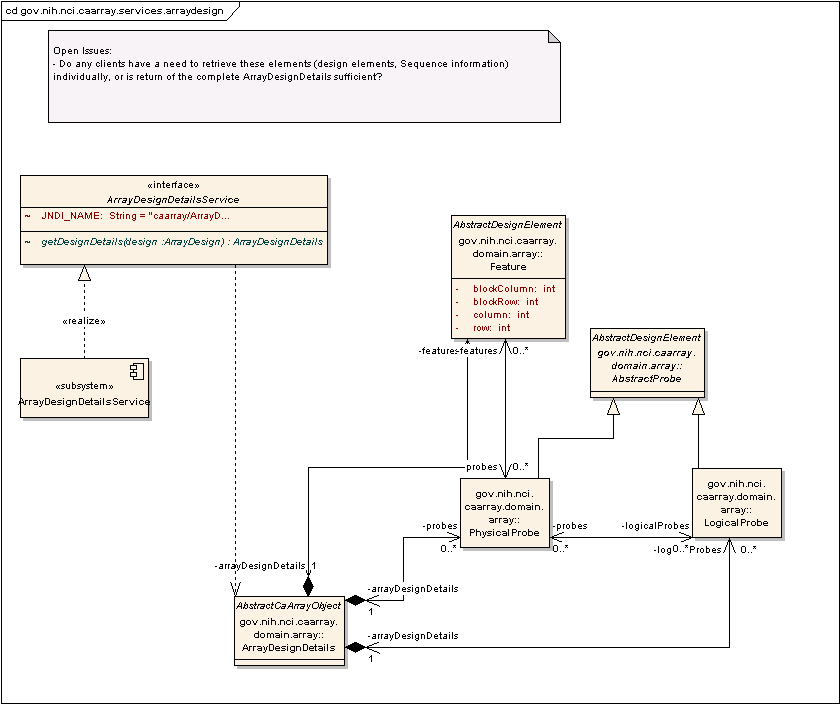 cd gov.nih.nci.caarray.services.arraydesign
Open Issues:
- Do any clients have a need to retrieve these elements (design elements, Sequence information)
individually, or is return of the complete ArrayDesignDetails sufficient?
«interface»
ArrayDesignDetailsService
~ JNDI_NAME: String = "caarray/ArrayD...
~ getDesignDetails(design :ArrayDesign) : ArrayDesignDetails
«realize»
«subsystem»
ArrayDesignDetailsService
AbstractDesignElement
gov.nih.nci.caarray.
domain.array::
Feature
- blockColumn: int
- blockRow: int
- column: int
- row: int
-features
-features
0..*
AbstractDesignElement
gov.nih.nci.caarray.
domain.array::
AbstractProbe
probes
0..*
gov.nih.nci.
caarray.domain.
array::
PhysicalProbe
gov.nih.nci.
caarray.domain.
array::
LogicalProbe
-probes
0..*
-probes
0..*
-logicalProbes
0..*
-log
Probes
0..*
-arrayDesignDetails
1
AbstractCaArrayObject
gov.nih.nci.caarray.
domain.array::
ArrayDesignDetails
-arrayDesignDetails
1
-arrayDesignDetails
1